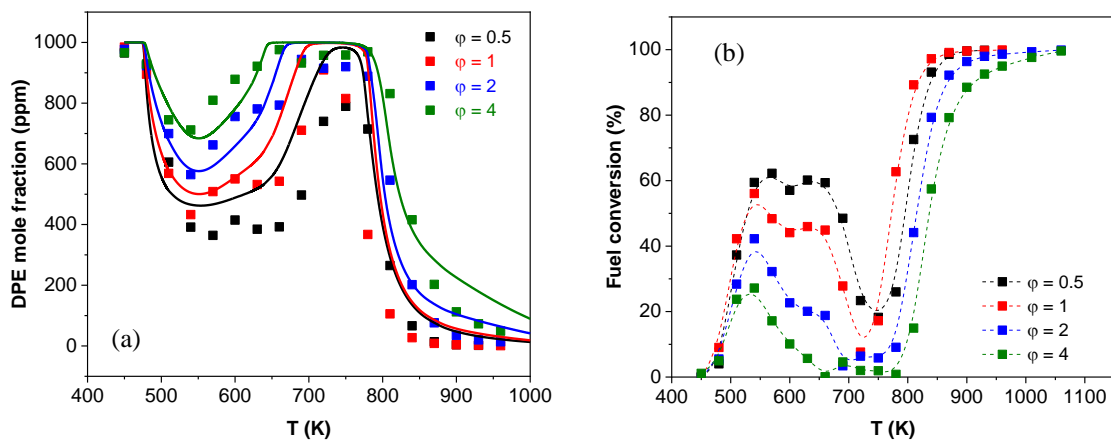 (a)
φ = 0.5
φ = 1
φ = 2
φ = 4
DPE mole fraction (ppm)
1000
800
600
400
200
0
400 500 600 700 800 900 1000
T (K)
(b)
φ = 0.5
φ = 1
φ = 2
φ = 4
Fuel conversion (%)
100
80
60
40
20
0
400 500 600 700 800 900 1000 1100
T (K)